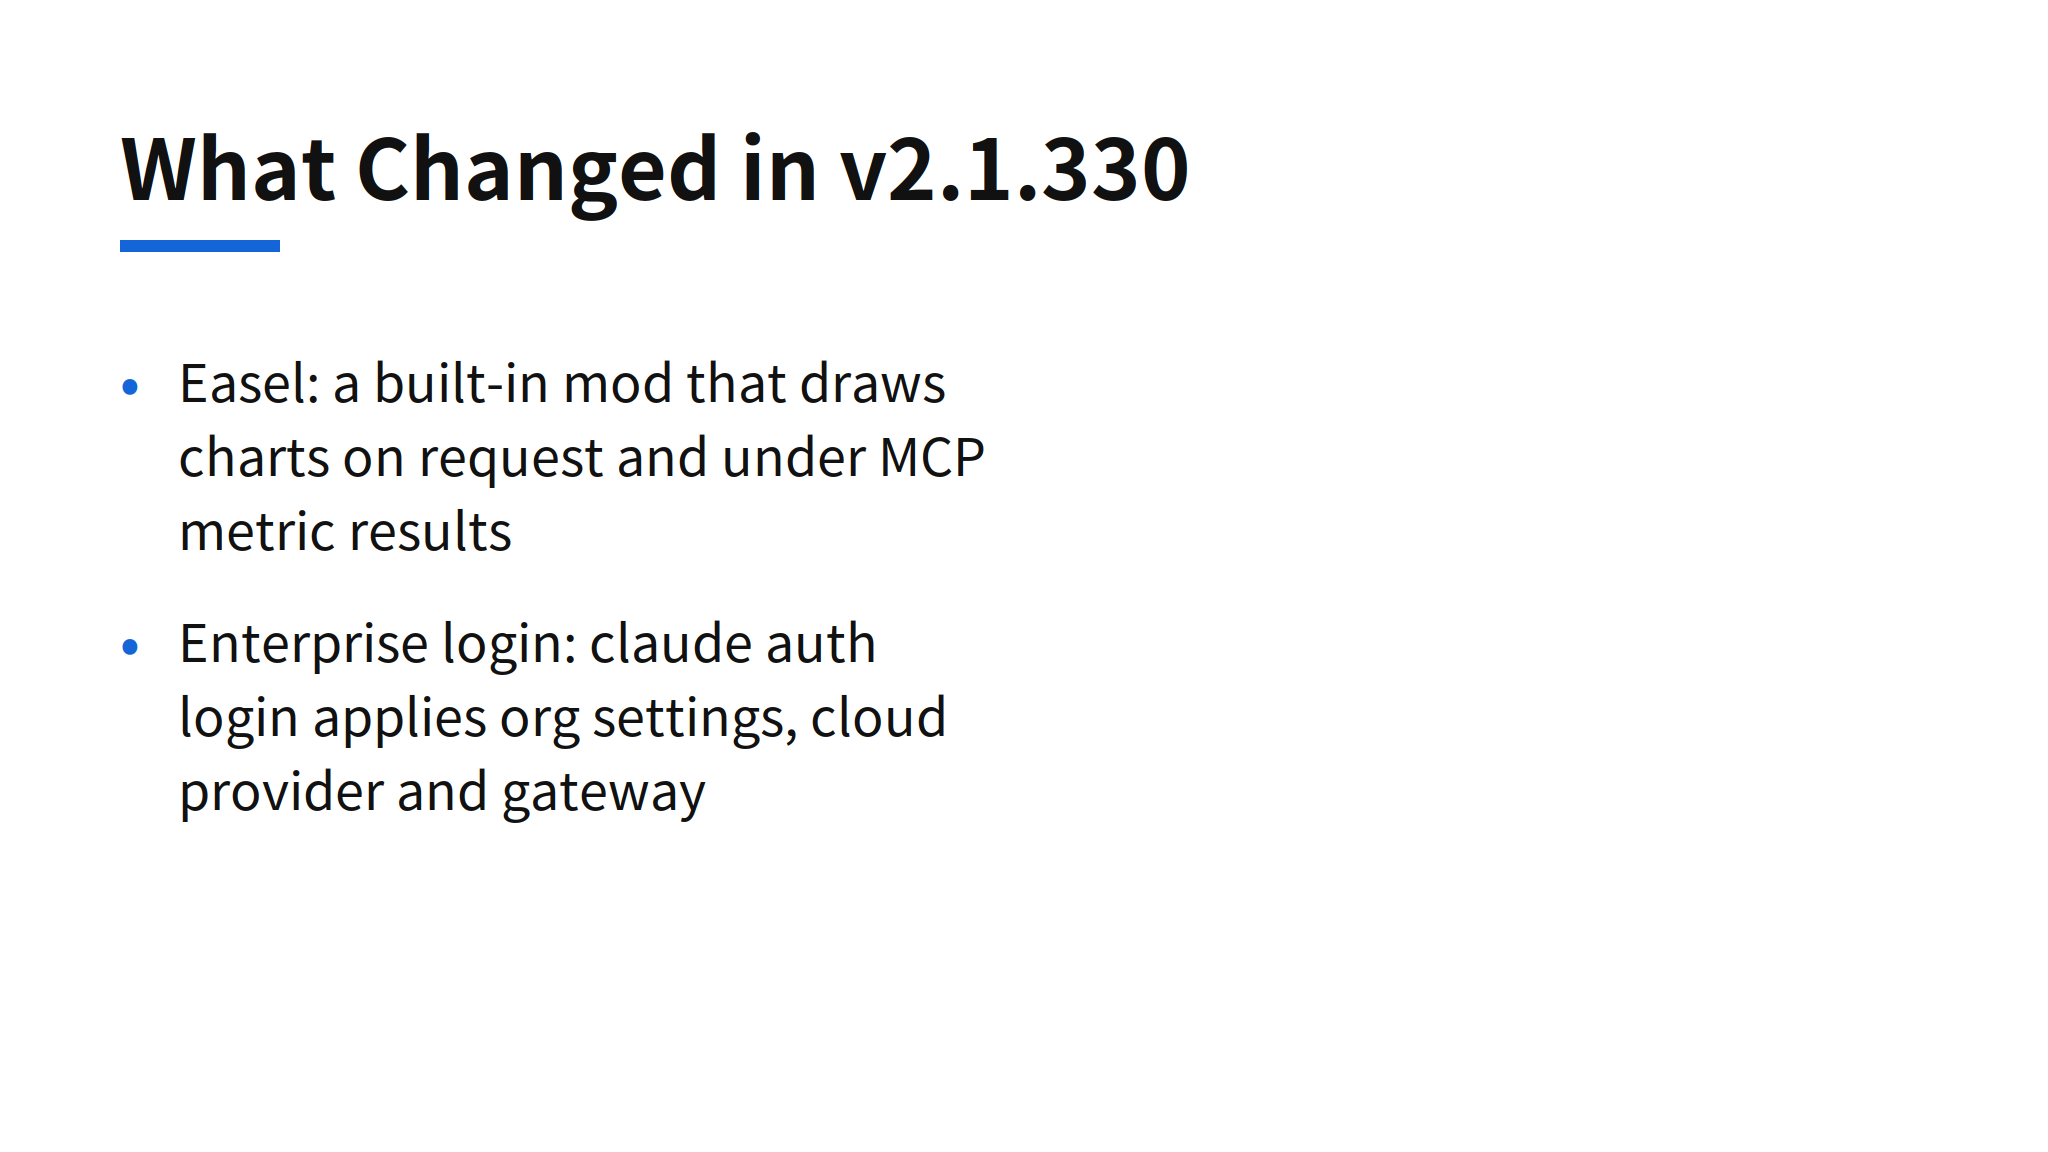 What Changed in v2.1.330
• Easel: a built-in mod that draws
charts on request and under MCP
metric results
• Enterprise login: claude auth
login applies org settings, cloud
provider and gateway